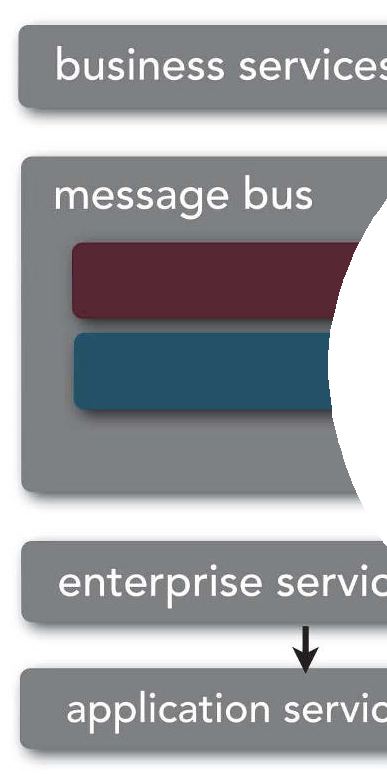 business services
message bus
enterprise servic
application servic